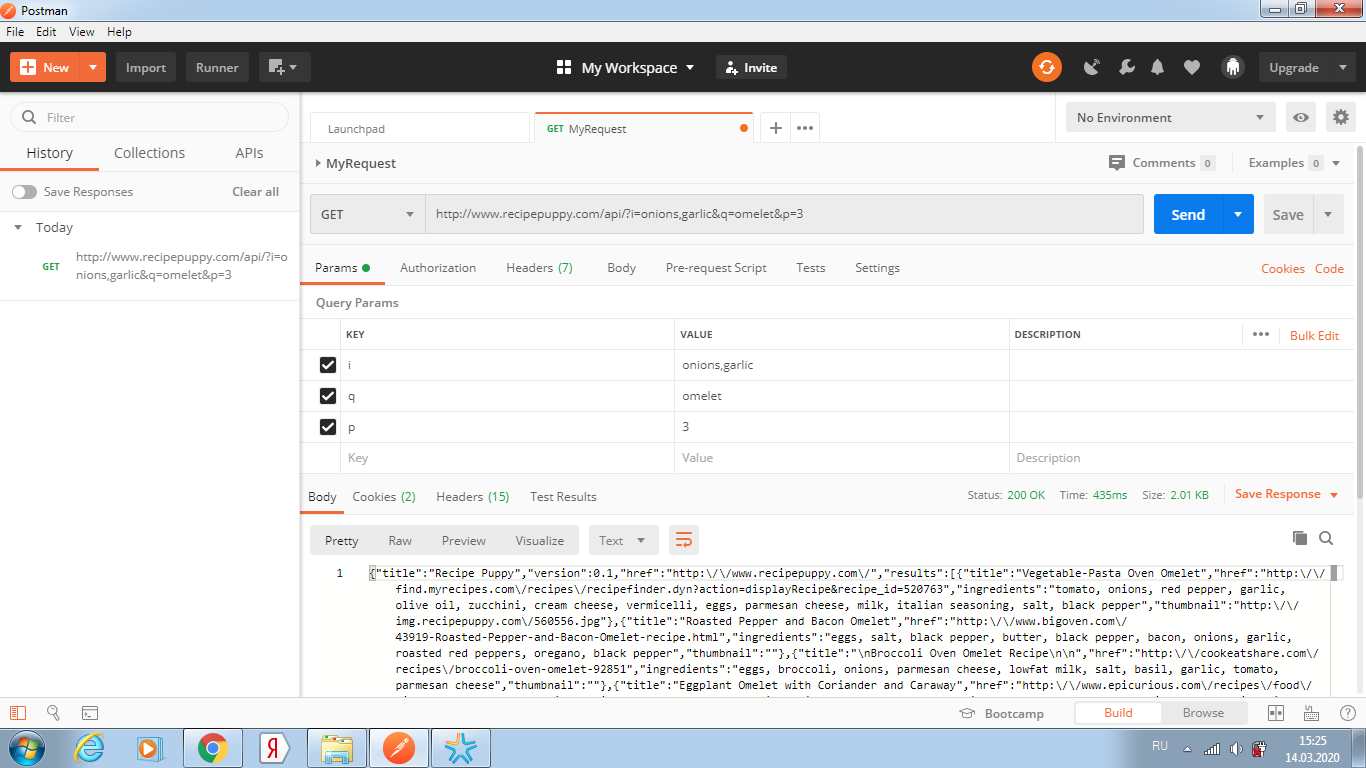 Postman
File Edit View Help
New Import Runner My Workspace Invite Upgrade
Filter
History Collections APIs
Save Responses Clear all
Today
GET http://www.recipepuppy.com/api/?i=o
nions,garlic&q=omelet&p=3
Launchpad GET MyRequest
No Environment
MyRequest Comments 0 Examples 0
GET http://www.recipepuppy.com/api/?i=onions,garlic&q=omelet&p=3 Send Save
Params Authorization Headers (7) Body Pre-request Script Tests Settings Cookies Code
Query Params
KEY VALUE DESCRIPTION Bulk Edit
i onions,garlic
q omelet
p 3
Key Value Description
Body Cookies (2) Headers (15) Test Results Status: 200 OK Time: 435ms Size: 2.01 KB Save Response
Pretty Raw Preview Visualize Text
1 {"title":"Recipe Puppy","version":0.1,"href":"http:\/\/www.recipepuppy.com\/","results":[{"title":"Vegetable-Pasta Oven Omelet","href":"http:\/\/
find.myrecipes.com\/recipes\/recipefinder.dyn?action=displayRecipe&recipe_id=520763","ingredients":"tomato, onions, red pepper, garlic,
olive oil, zucchini, cream cheese, vermicelli, eggs, parmesan cheese, milk, italian seasoning, salt, black pepper","thumbnail":"http:\/\/
img.recipepuppy.com\/560556.jpg"},{"title":"Roasted Pepper and Bacon Omelet","href":"http:\/\/www.bigoven.com\/
43919-Roasted-Pepper-and-Bacon-Omelet-recipe.html","ingredients":"eggs, salt, black pepper, butter, black pepper, bacon, onions, garlic,
roasted red peppers, oregano, black pepper","thumbnail":""},{"title":"\nBroccoli Oven Omelet Recipe\n\n","href":"http:\/\/cookeatshare.com\/
recipes\/broccoli-oven-omelet-92851","ingredients":"eggs, broccoli, onions, parmesan cheese, lowfat milk, salt, basil, garlic, tomato,
parmesan cheese","thumbnail":""},{"title":"Eggplant Omelet with Coriander and Caraway","href":"http:\/\/www.epicurious.com\/recipes\/food\/
Bootcamp Build Browse
Я RU 15:25
14.03.2020